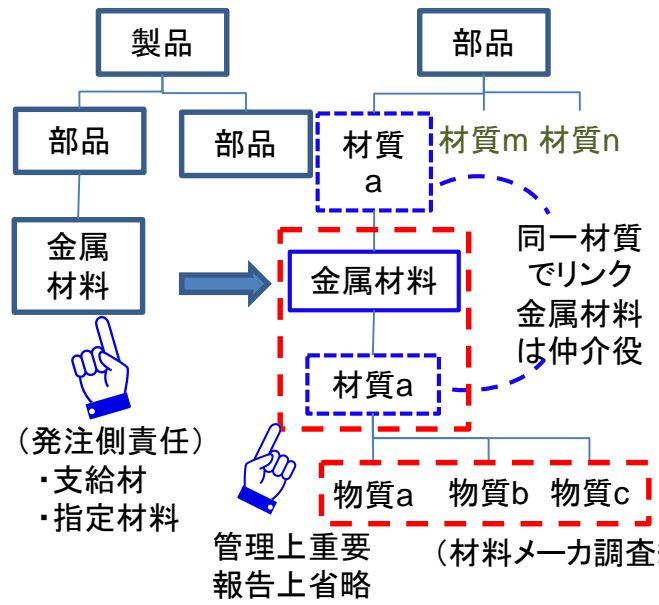 製品
部品
部品
部品
材質
a
材質m
材質n
金属
材料
金属材料
材質a
同一材質
でリンク
金属材料
は仲介役
(発注側責任)
・支給材
・指定材料
管理上重要
報告上省略
物質a
物質b
物質c
(材料メーカ調査